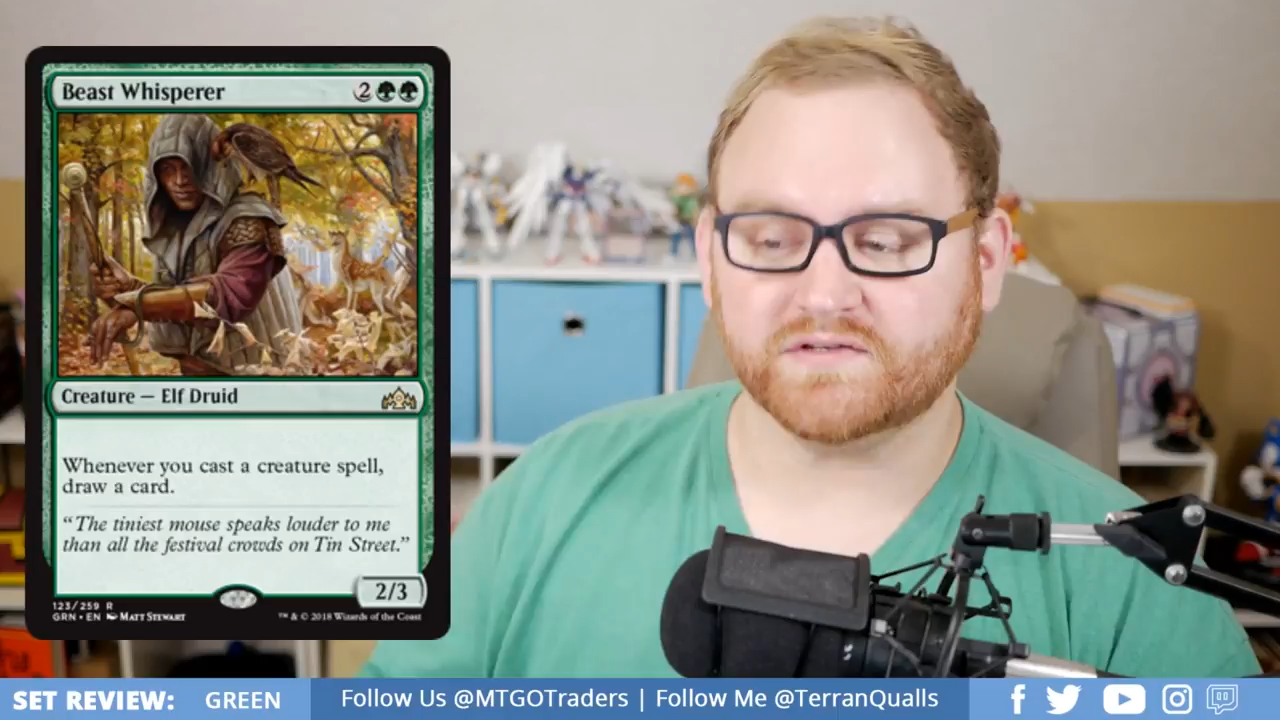 Beast Whisperer 2
Creature — Elf Druid
Whenever you cast a creature spell,
draw a card.
“The tiniest mouse speaks louder to me
than all the festival crowds on Tin Street.”
2/3
123/259 R
GRN • EN MATT STEWART
™ & © 2018 Wizards of the Coast
SET REVIEW: GREEN
Follow Us @MTGOTraders | Follow Me @TerranQualls